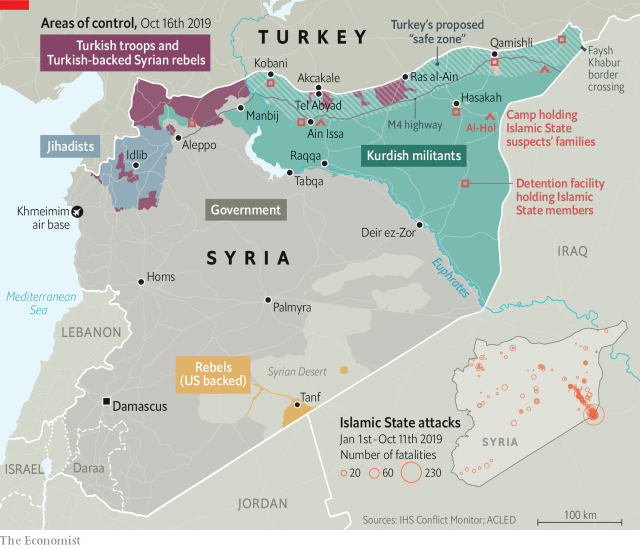 Areas of control, Oct 16th 2019
Turkish troops and
Turkish-backed Syrian rebels
TURKEY
Turkey's proposed
"safe zone"
Qamishli
Faysh
Khabur
border
crossing
Kobani
Akcakale
Ras al-Ain
Tel Abyad
Manbij
Hasakah
M4 highway
Al-Hol
Camp holding
Islamic State
suspects' families
Ain Issa
Jihadists
Aleppo
Idlib
Raqqa
Kurdish militants
Tabqa
Detention facility
holding Islamic
State members
Government
Khmeimim
air base
Deir ez-Zor
SYRIA
IRAQ
Euphrates
Homs
Mediterranean
Sea
Palmyra
LEBANON
Rebels
(US backed)
Syrian Desert
Tanf
Damascus
Islamic State attacks
Jan 1st-Oct 11th 2019
Number of fatalities
20 60 230
SYRIA
ISRAEL
Daraa
JORDAN
100 km
Sources: IHS Conflict Monitor; ACLED
The Economist